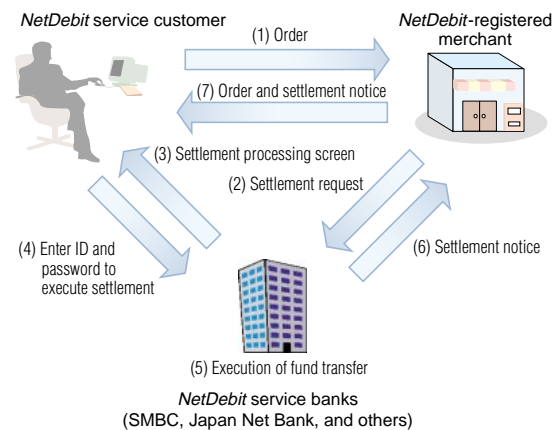 NetDebit service customer
NetDebit-registered
merchant
(1) Order
(7) Order and settlement notice
(3) Settlement processing screen
(2) Settlement request
(4) Enter ID and
password to
execute settlement
(6) Settlement notice
(5) Execution of fund transfer
NetDebit service banks
(SMBC, Japan Net Bank, and others)